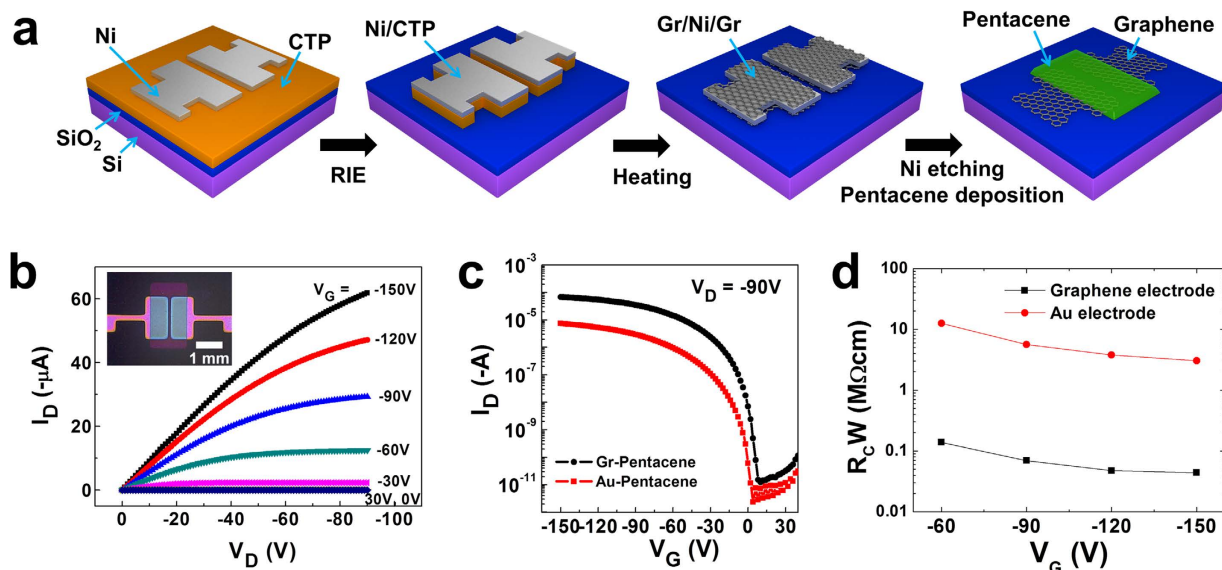 a
Ni
CTP
SiO2
Si
RIE
Ni/CTP
Heating
Gr/Ni/Gr
Ni etching
Pentacene deposition
Pentacene
Graphene
b
ID (-μA)
60
40
20
0
VG =
-150V
-120V
-90V
-60V
-30V
30V, 0V
1 mm
0 -20 -40 -60 -80 -100
VD (V)
c
ID (-A)
10-3
10-5
10-7
10-9
10-11
VD = -90V
Gr-Pentacene
Au-Pentacene
-150 -120 -90 -60 -30 0 30
VG (V)
d
RCW (MΩcm)
100
10
1
0.1
0.01
Graphene electrode
Au electrode
-60 -90 -120 -150
VG (V)